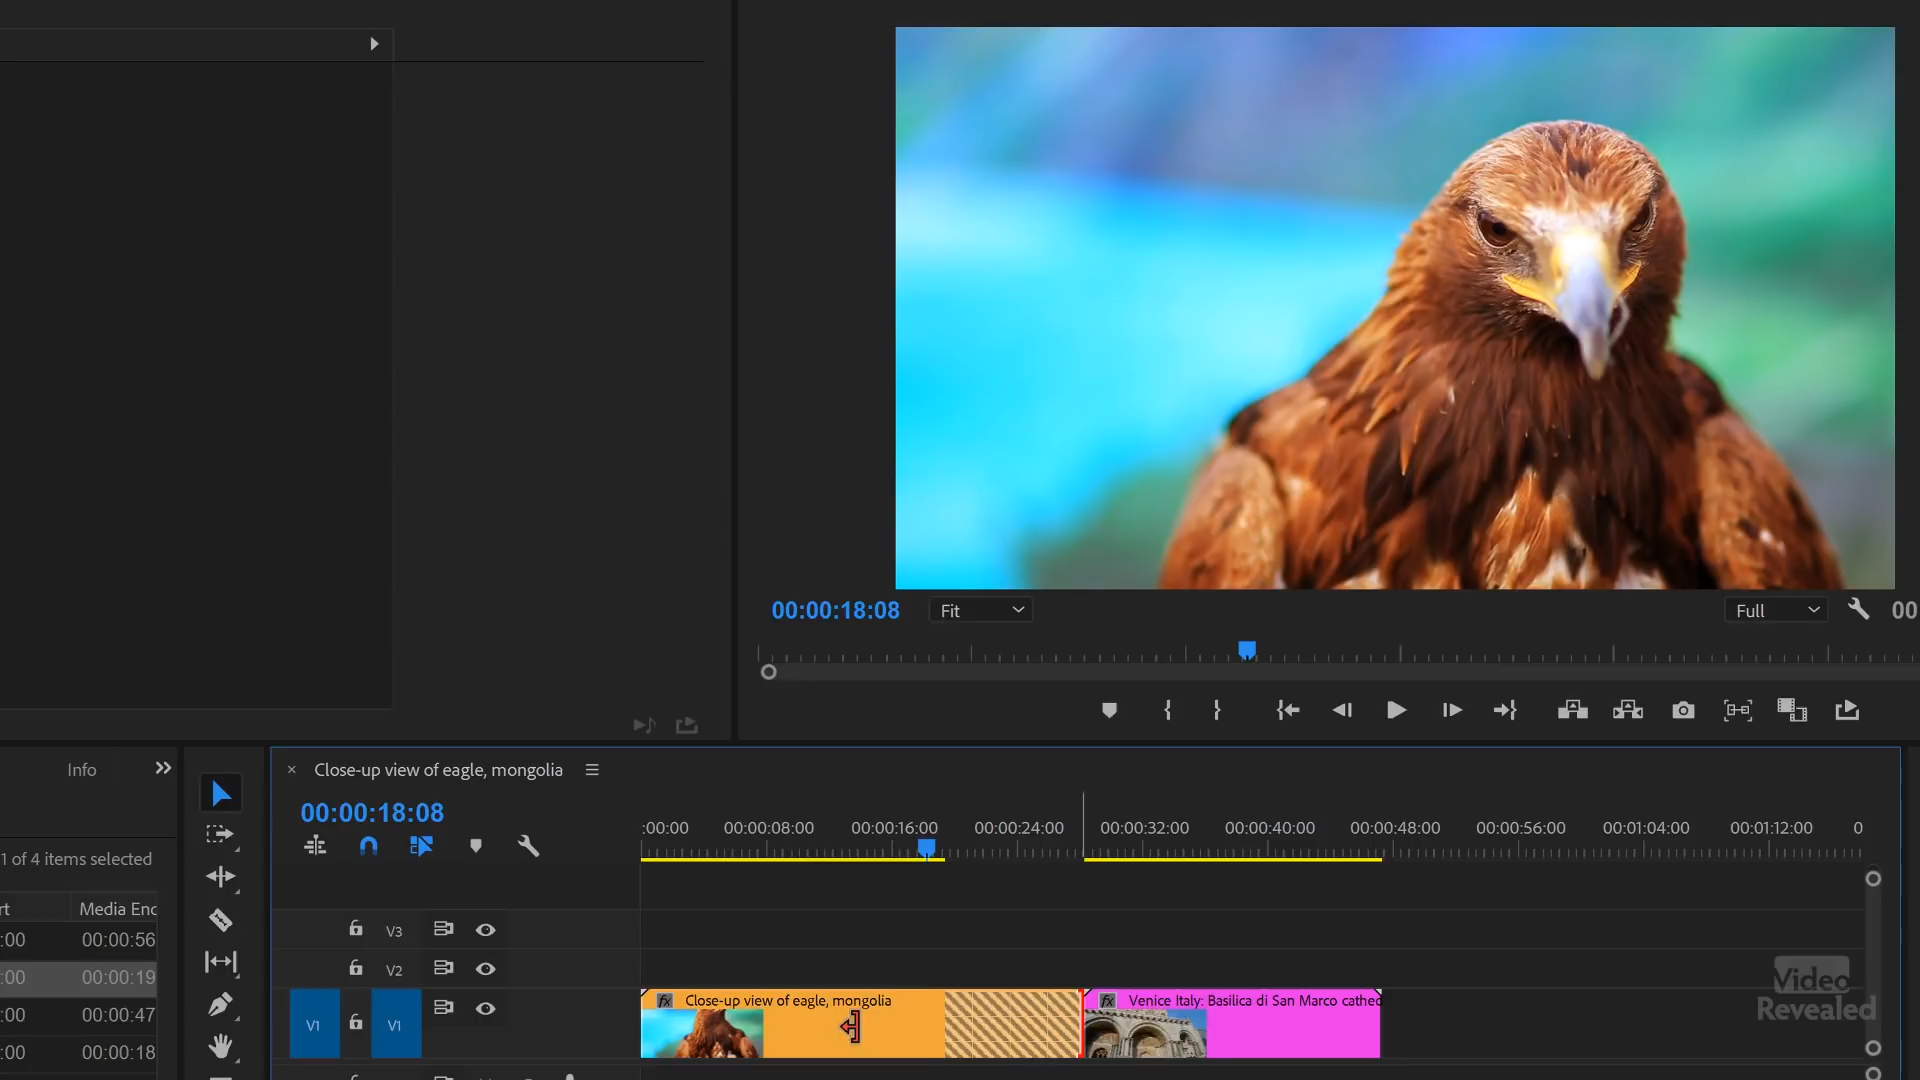 00:00:18:08
Fit
Full
00
Info
Close-up view of eagle, mongolia
00:00:18:08
:00:00
00:00:08:00
00:00:16:00
00:00:24:00
00:00:32:00
00:00:40:00
00:00:48:00
00:00:56:00
00:01:04:00
00:01:12:00
0
1 of 4 items selected
rt
Media End
:00
00:00:56
:00
00:00:19
:00
00:00:47
:00
00:00:18
V3
V2
V1
V1
fx Close-up view of eagle, mongolia
fx Venice Italy: Basilica di San Marco cathed
Video
Revealed